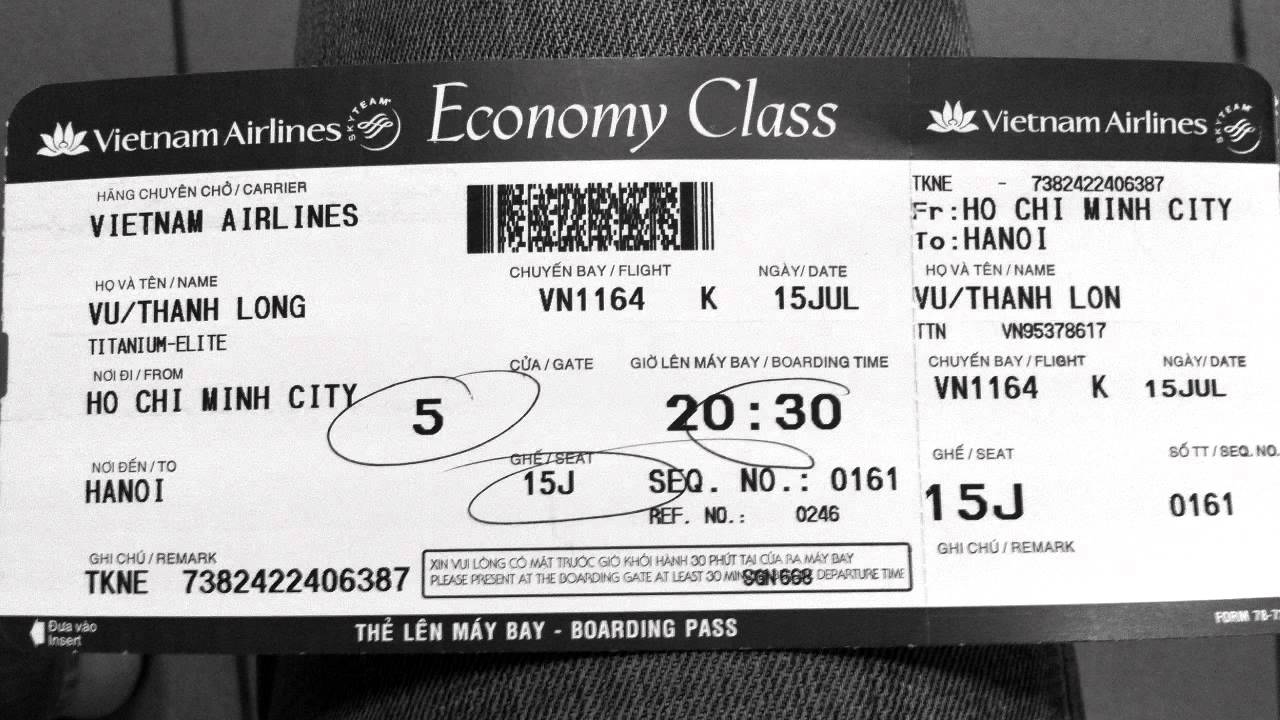 Vietnam Airlines SKYTEAM Economy Class
HÃNG CHUYÊN CHỞ / CARRIER
VIETNAM AIRLINES
HỌ VÀ TÊN / NAME
VU/THANH LONG
TITANIUM-ELITE
CHUYẾN BAY / FLIGHT NGÀY / DATE
VN1164 K 15JUL
NƠI ĐI / FROM
HO CHI MINH CITY
CỬA / GATE GIỜ LÊN MÁY BAY / BOARDING TIME
5 20:30
NƠI ĐẾN / TO
HANOI
GHẾ / SEAT
15J SEQ. NO.: 0161
REF. NO.: 0246
GHI CHÚ / REMARK
TKNE 7382422406387
XIN VUI LÒNG CÓ MẶT TRƯỚC GIỜ KHỞI HÀNH 30 PHÚT TẠI CỬA RA MÁY BAY
PLEASE PRESENT AT THE BOARDING GATE AT LEAST 30 SGN668 DEPARTURE TIME
Đưa vào
Insert
THẺ LÊN MÁY BAY - BOARDING PASS
Vietnam Airlines SKYTEAM
TKNE - 7382422406387
Fr:HO CHI MINH CITY
To:HANOI
HỌ VÀ TÊN / NAME
VU/THANH LON
TTN VN95378617
CHUYẾN BAY / FLIGHT NGÀY / DATE
VN1164 K 15JUL
GHẾ / SEAT SỐ TT / SEQ. NO.
15J 0161
GHI CHÚ / REMARK
FORM